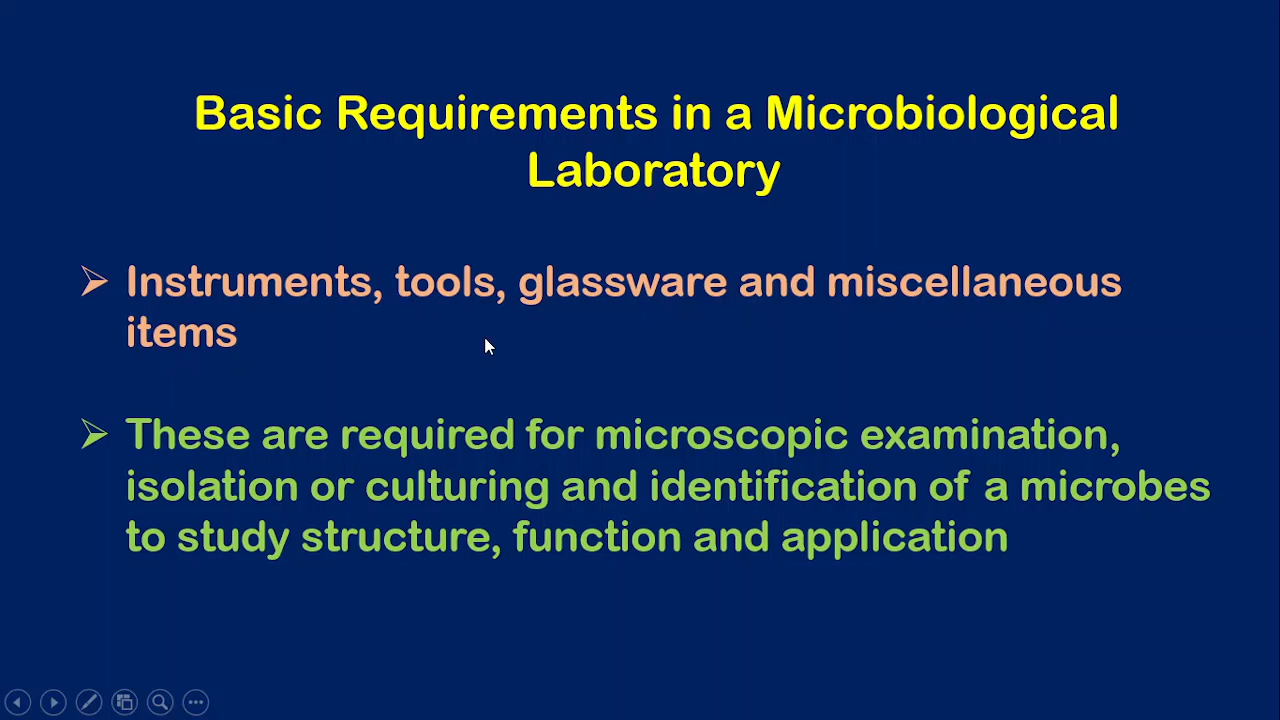 Basic Requirements in a Microbiological
Laboratory
Instruments, tools, glassware and miscellaneous
items
These are required for microscopic examination,
isolation or culturing and identification of a microbes
to study structure, function and application